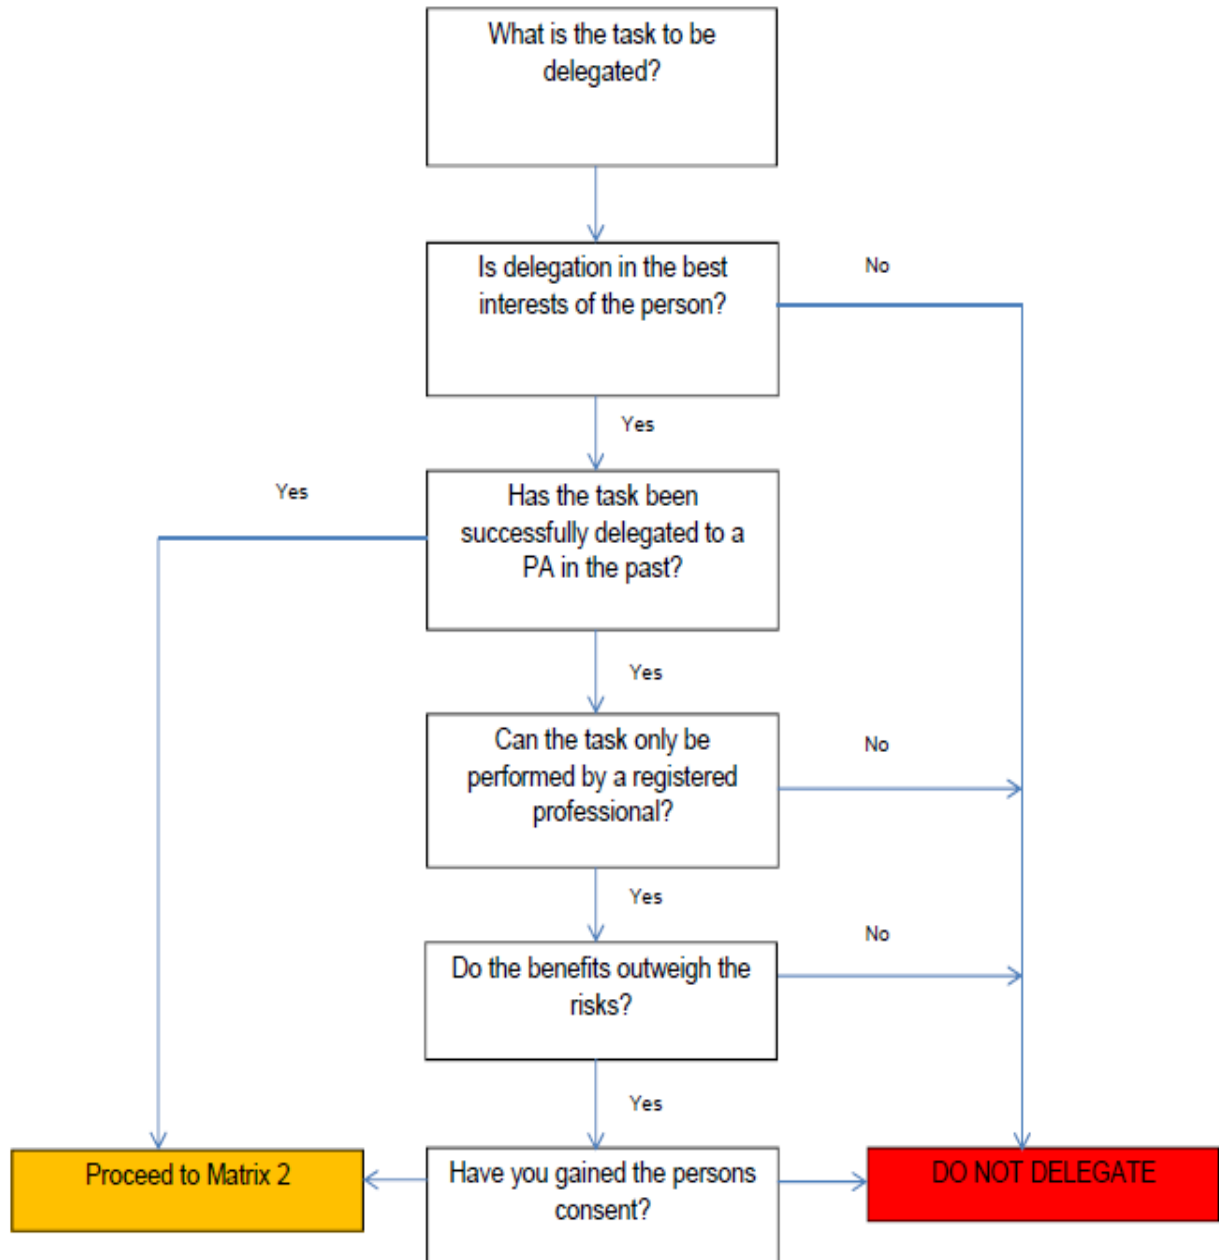 What is the task to be
delegated?
Is delegation in the best
interests of the person?
No
Yes
Yes
Has the task been
successfully delegated to a
PA in the past?
Yes
Can the task only be
performed by a registered
professional?
No
Yes
Do the benefits outweigh the
risks?
No
Yes
Proceed to Matrix 2
Have you gained the persons
consent?
DO NOT DELEGATE